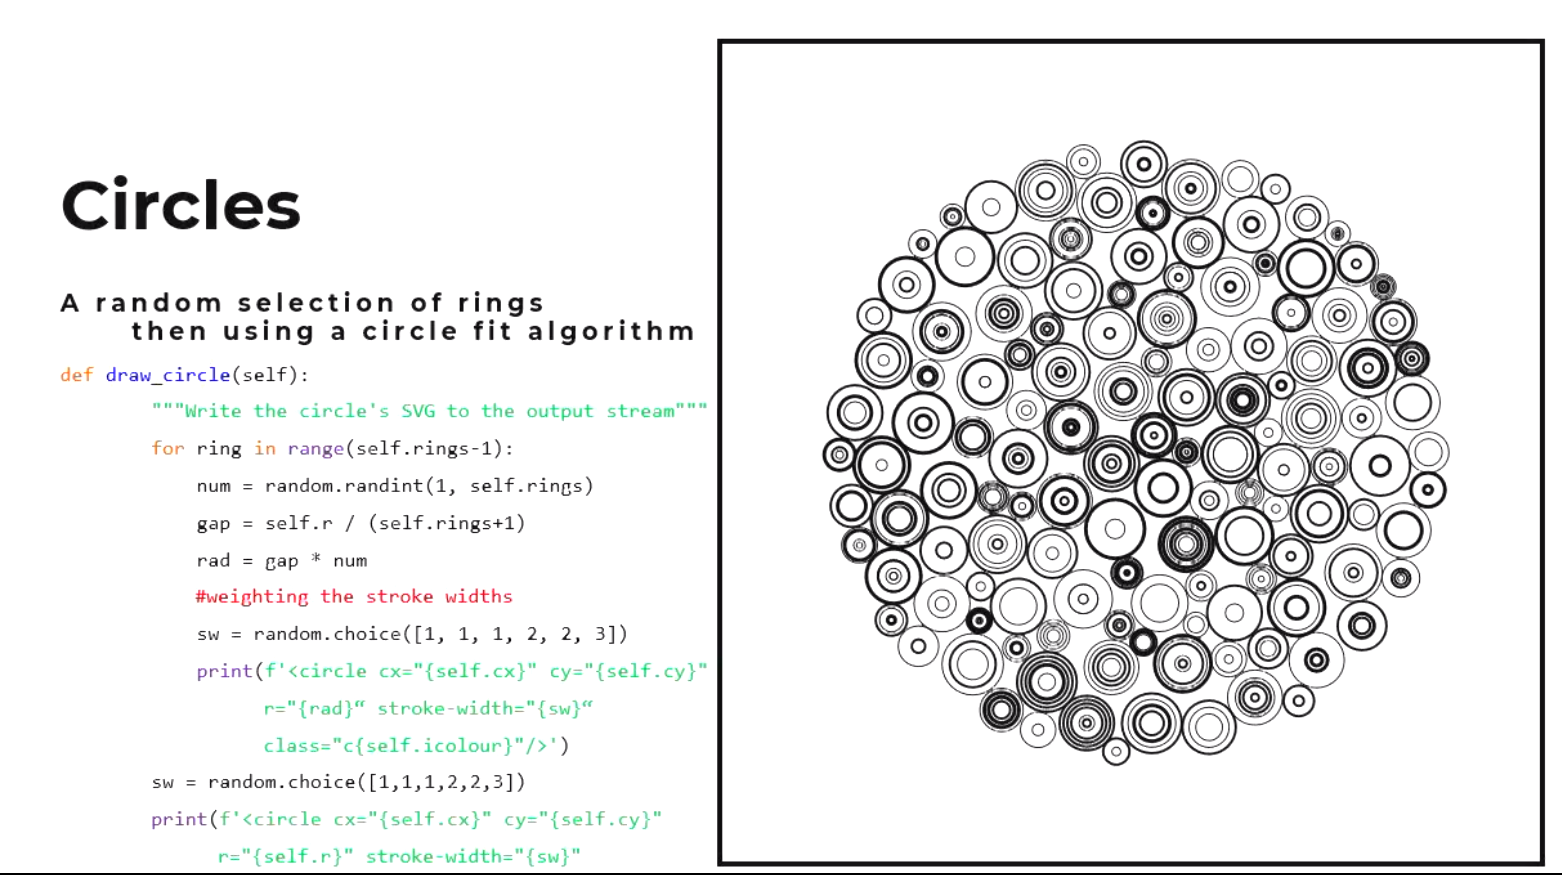 Circles
A random selection of rings
then using a circle fit algorithm
def draw_circle(self):
"""Write the circle's SVG to the output stream"""
for ring in range(self.rings-1):
num = random.randint(1, self.rings)
gap = self.r / (self.rings+1)
rad = gap * num
#weighting the stroke widths
sw = random.choice([1, 1, 1, 2, 2, 3])
print(f'<circle cx="{self.cx}" cy="{self.cy}"
r="{rad}“ stroke-width="{sw}“
class="c{self.icolour}"/>')
sw = random.choice([1,1,1,2,2,3])
print(f'<circle cx="{self.cx}" cy="{self.cy}"
r="{self.r}" stroke-width="{sw}"